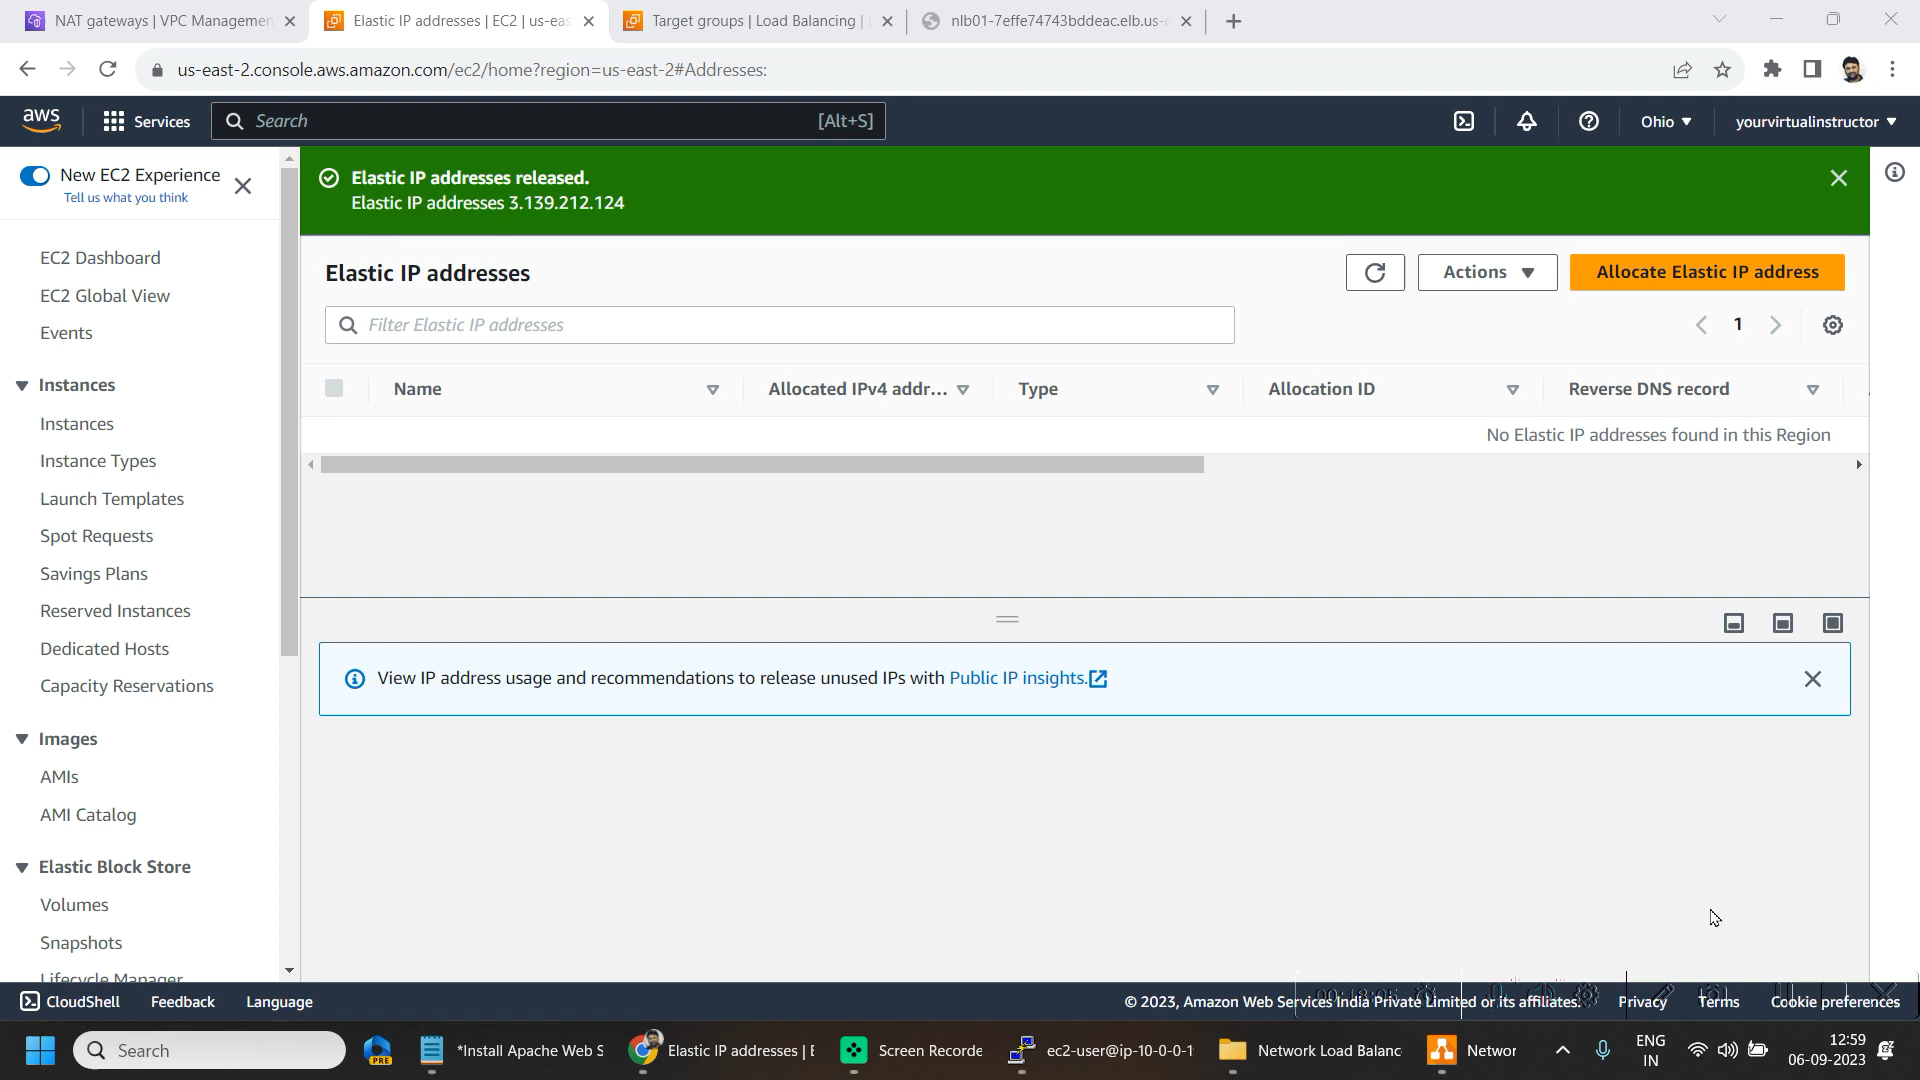 NAT gateways | VPC Managemen
Elastic IP addresses | EC2 | us-eas
Target groups | Load Balancing |
nlb01-7effe74743bddeac.elb.us-e
us-east-2.console.aws.amazon.com/ec2/home?region=us-east-2#Addresses:
aws
Services
Search
[Alt+S]
Ohio
yourvirtualinstructor
New EC2 Experience
Tell us what you think
EC2 Dashboard
EC2 Global View
Events
Instances
Instances
Instance Types
Launch Templates
Spot Requests
Savings Plans
Reserved Instances
Dedicated Hosts
Capacity Reservations
Images
AMIs
AMI Catalog
Elastic Block Store
Volumes
Snapshots
Lifecycle Manager
Elastic IP addresses released.
Elastic IP addresses 3.139.212.124
Elastic IP addresses
Actions
Allocate Elastic IP address
Filter Elastic IP addresses
1
Name
Allocated IPv4 addr...
Type
Allocation ID
Reverse DNS record
No Elastic IP addresses found in this Region
View IP address usage and recommendations to release unused IPs with Public IP insights.
CloudShell
Feedback
Language
© 2023, Amazon Web Services India Private Limited or its affiliates.
Privacy
Terms
Cookie preferences
Search
PRE
*Install Apache Web S
Elastic IP addresses | E
Screen Recorde
ec2-user@ip-10-0-0-1
Network Load Balanc
Networ
ENG
IN
12:59
06-09-2023